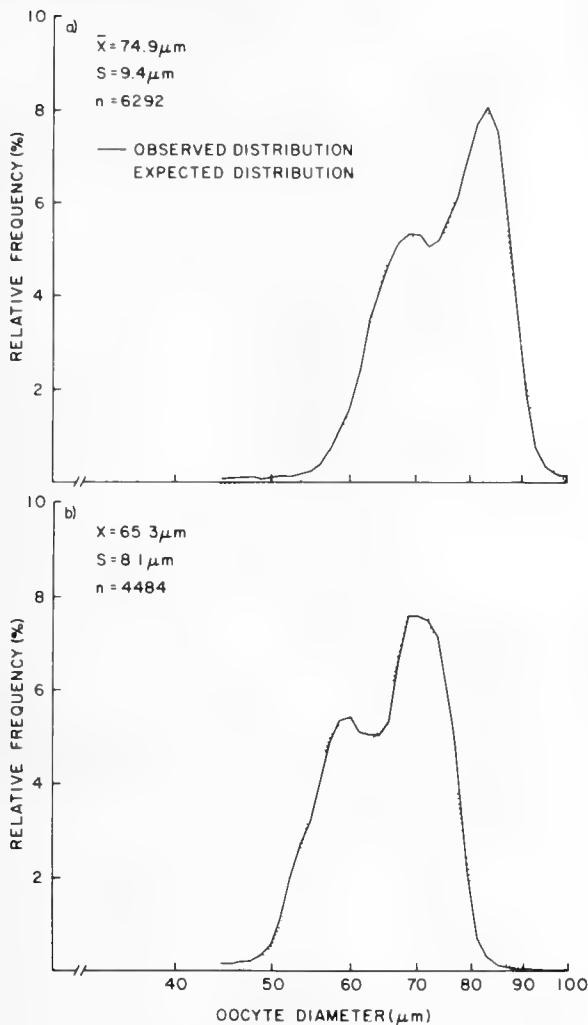 10
a)
X̄=74.9μm
S=9.4μm
n=6292
8
— OBSERVED DISTRIBUTION
EXPECTED DISTRIBUTION
6
4
2
RELATIVE FREQUENCY (%)
10
b)
X=65 3μm
S=8 1μm
n=4484
8
6
4
2
RELATIVE FREQUENCY (%)
40 50 60 70 80 90 100
OOCYTE DIAMETER (μm)